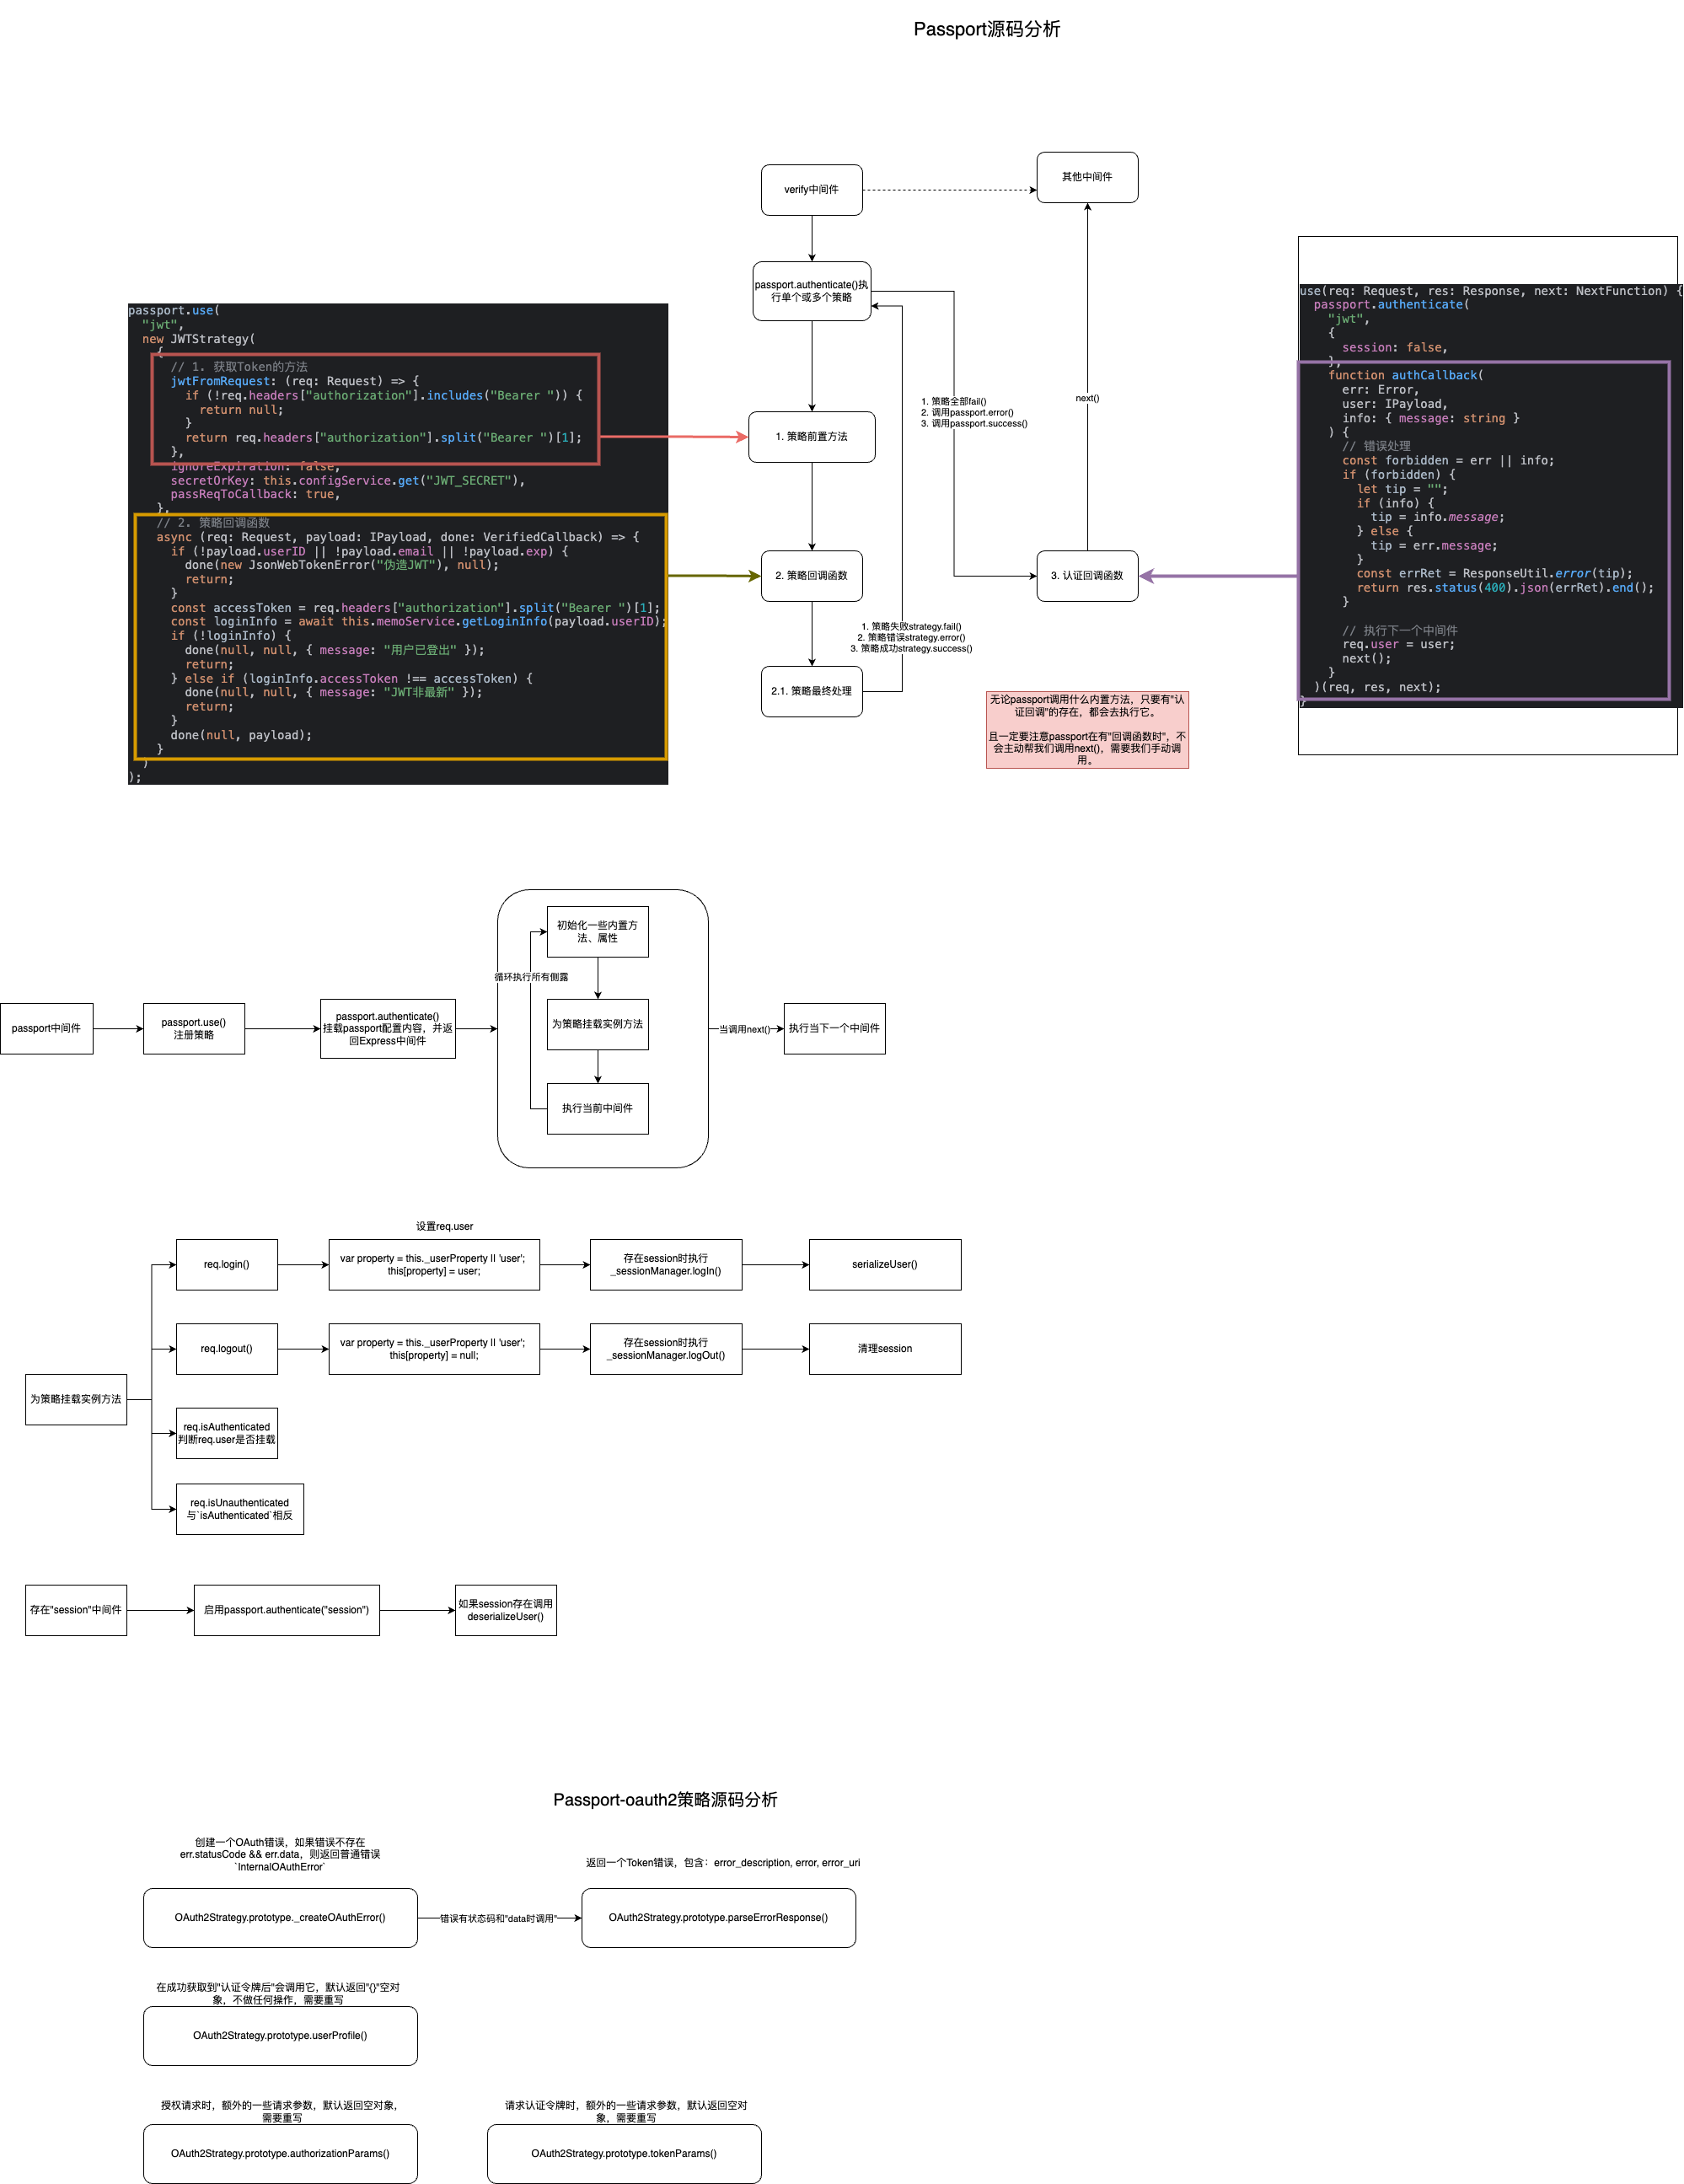 Passport源码分析
verify中间件
其他中间件
passport.authenticate()执
行单个或多个策略
1. 策略全部fail()
2. 调用passport.error()
3. 调用passport.success()
next()
1. 策略前置方法
2. 策略回调函数
3. 认证回调函数
1. 策略失败strategy.fail()
2. 策略错误strategy.error()
3. 策略成功strategy.success()
2.1. 策略最终处理
无论passport调用什么内置方法，只要有"认
证回调"的存在，都会去执行它。
且一定要注意passport在有"回调函数时"，不
会主动帮我们调用next()，需要我们手动调
用。
passport.use(
"jwt",
new JWTStrategy(
{
// 1. 获取Token的方法
jwtFromRequest: (req: Request) => {
if (!req.headers["authorization"].includes("Bearer ")) {
return null;
}
return req.headers["authorization"].split("Bearer ")[1];
},
ignoreExpiration: false,
secretOrKey: this.configService.get("JWT_SECRET"),
passReqToCallback: true,
},
// 2. 策略回调函数
async (req: Request, payload: IPayload, done: VerifiedCallback) => {
if (!payload.userID || !payload.email || !payload.exp) {
done(new JsonWebTokenError("伪造JWT"), null);
return;
}
const accessToken = req.headers["authorization"].split("Bearer ")[1];
const loginInfo = await this.memoService.getLoginInfo(payload.userID);
if (!loginInfo) {
done(null, null, { message: "用户已登出" });
return;
} else if (loginInfo.accessToken !== accessToken) {
done(null, null, { message: "JWT非最新" });
return;
}
done(null, payload);
}
)
);
use(req: Request, res: Response, next: NextFunction) {
passport.authenticate(
"jwt",
{
session: false,
},
function authCallback(
err: Error,
user: IPayload,
info: { message: string }
) {
// 错误处理
const forbidden = err || info;
if (forbidden) {
let tip = "";
if (info) {
tip = info.message;
} else {
tip = err.message;
}
const errRet = ResponseUtil.error(tip);
return res.status(400).json(errRet).end();
}
// 执行下一个中间件
req.user = user;
next();
}
)(req, res, next);
}
passport中间件
passport.use()
注册策略
passport.authenticate()
挂载passport配置内容，并返
回Express中间件
初始化一些内置方
法、属性
循环执行所有侧露
为策略挂载实例方法
执行当前中间件
当调用next()
执行当下一个中间件
为策略挂载实例方法
req.login()
设置req.user
var property = this._userProperty || 'user';
this[property] = user;
存在session时执行
_sessionManager.logIn()
serializeUser()
req.logout()
var property = this._userProperty || 'user';
this[property] = null;
存在session时执行
_sessionManager.logOut()
清理session
req.isAuthenticated
判断req.user是否挂载
req.isUnauthenticated
与`isAuthenticated`相反
存在"session"中间件
启用passport.authenticate("session")
如果session存在调用
deserializeUser()
Passport-oauth2策略源码分析
创建一个OAuth错误，如果错误不存在
err.statusCode && err.data，则返回普通错误
`InternalOAuthError`
OAuth2Strategy.prototype._createOAuthError()
错误有状态码和"data时调用"
返回一个Token错误，包含：error_description, error, error_uri
OAuth2Strategy.prototype.parseErrorResponse()
在成功获取到"认证令牌后"会调用它，默认返回"{}"空对
象，不做任何操作，需要重写
OAuth2Strategy.prototype.userProfile()
授权请求时，额外的一些请求参数，默认返回空对象，
需要重写
OAuth2Strategy.prototype.authorizationParams()
请求认证令牌时，额外的一些请求参数，默认返回空对
象，需要重写
OAuth2Strategy.prototype.tokenParams()